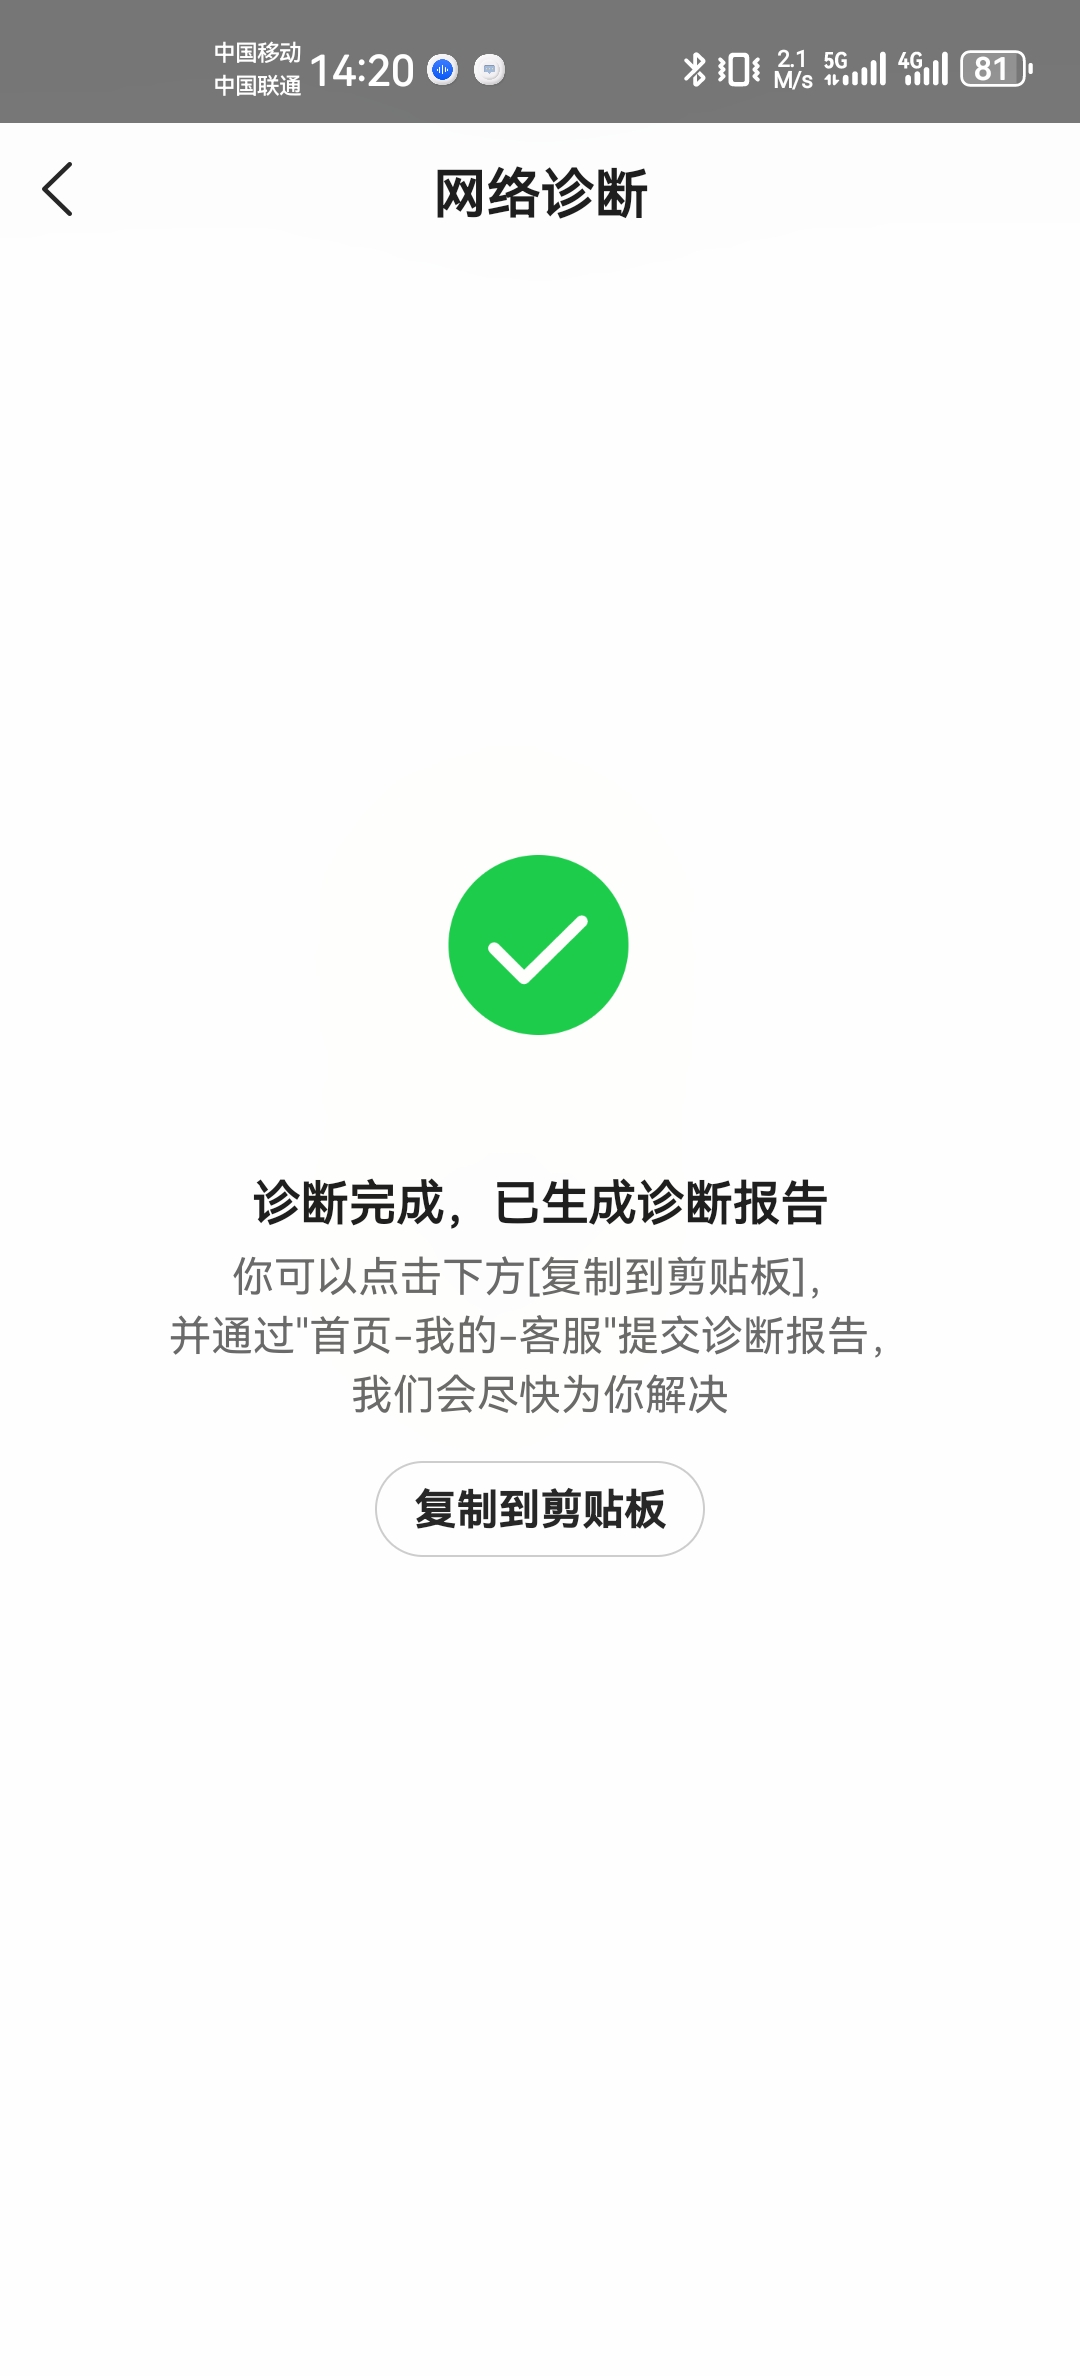 中国移动
中国联通
14:20
2.1
M/s
5G
4G
81
网络诊断
诊断完成，已生成诊断报告
你可以点击下方[复制到剪贴板]，
并通过"首页-我的-客服"提交诊断报告，
我们会尽快为你解决
复制到剪贴板